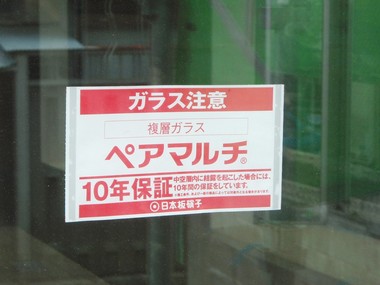 ガラス注意
複層ガラス
ペアマルチ®
10年保証
中空層内に結露を起こした場合には、
10年間の保証をしています。
日本板硝子